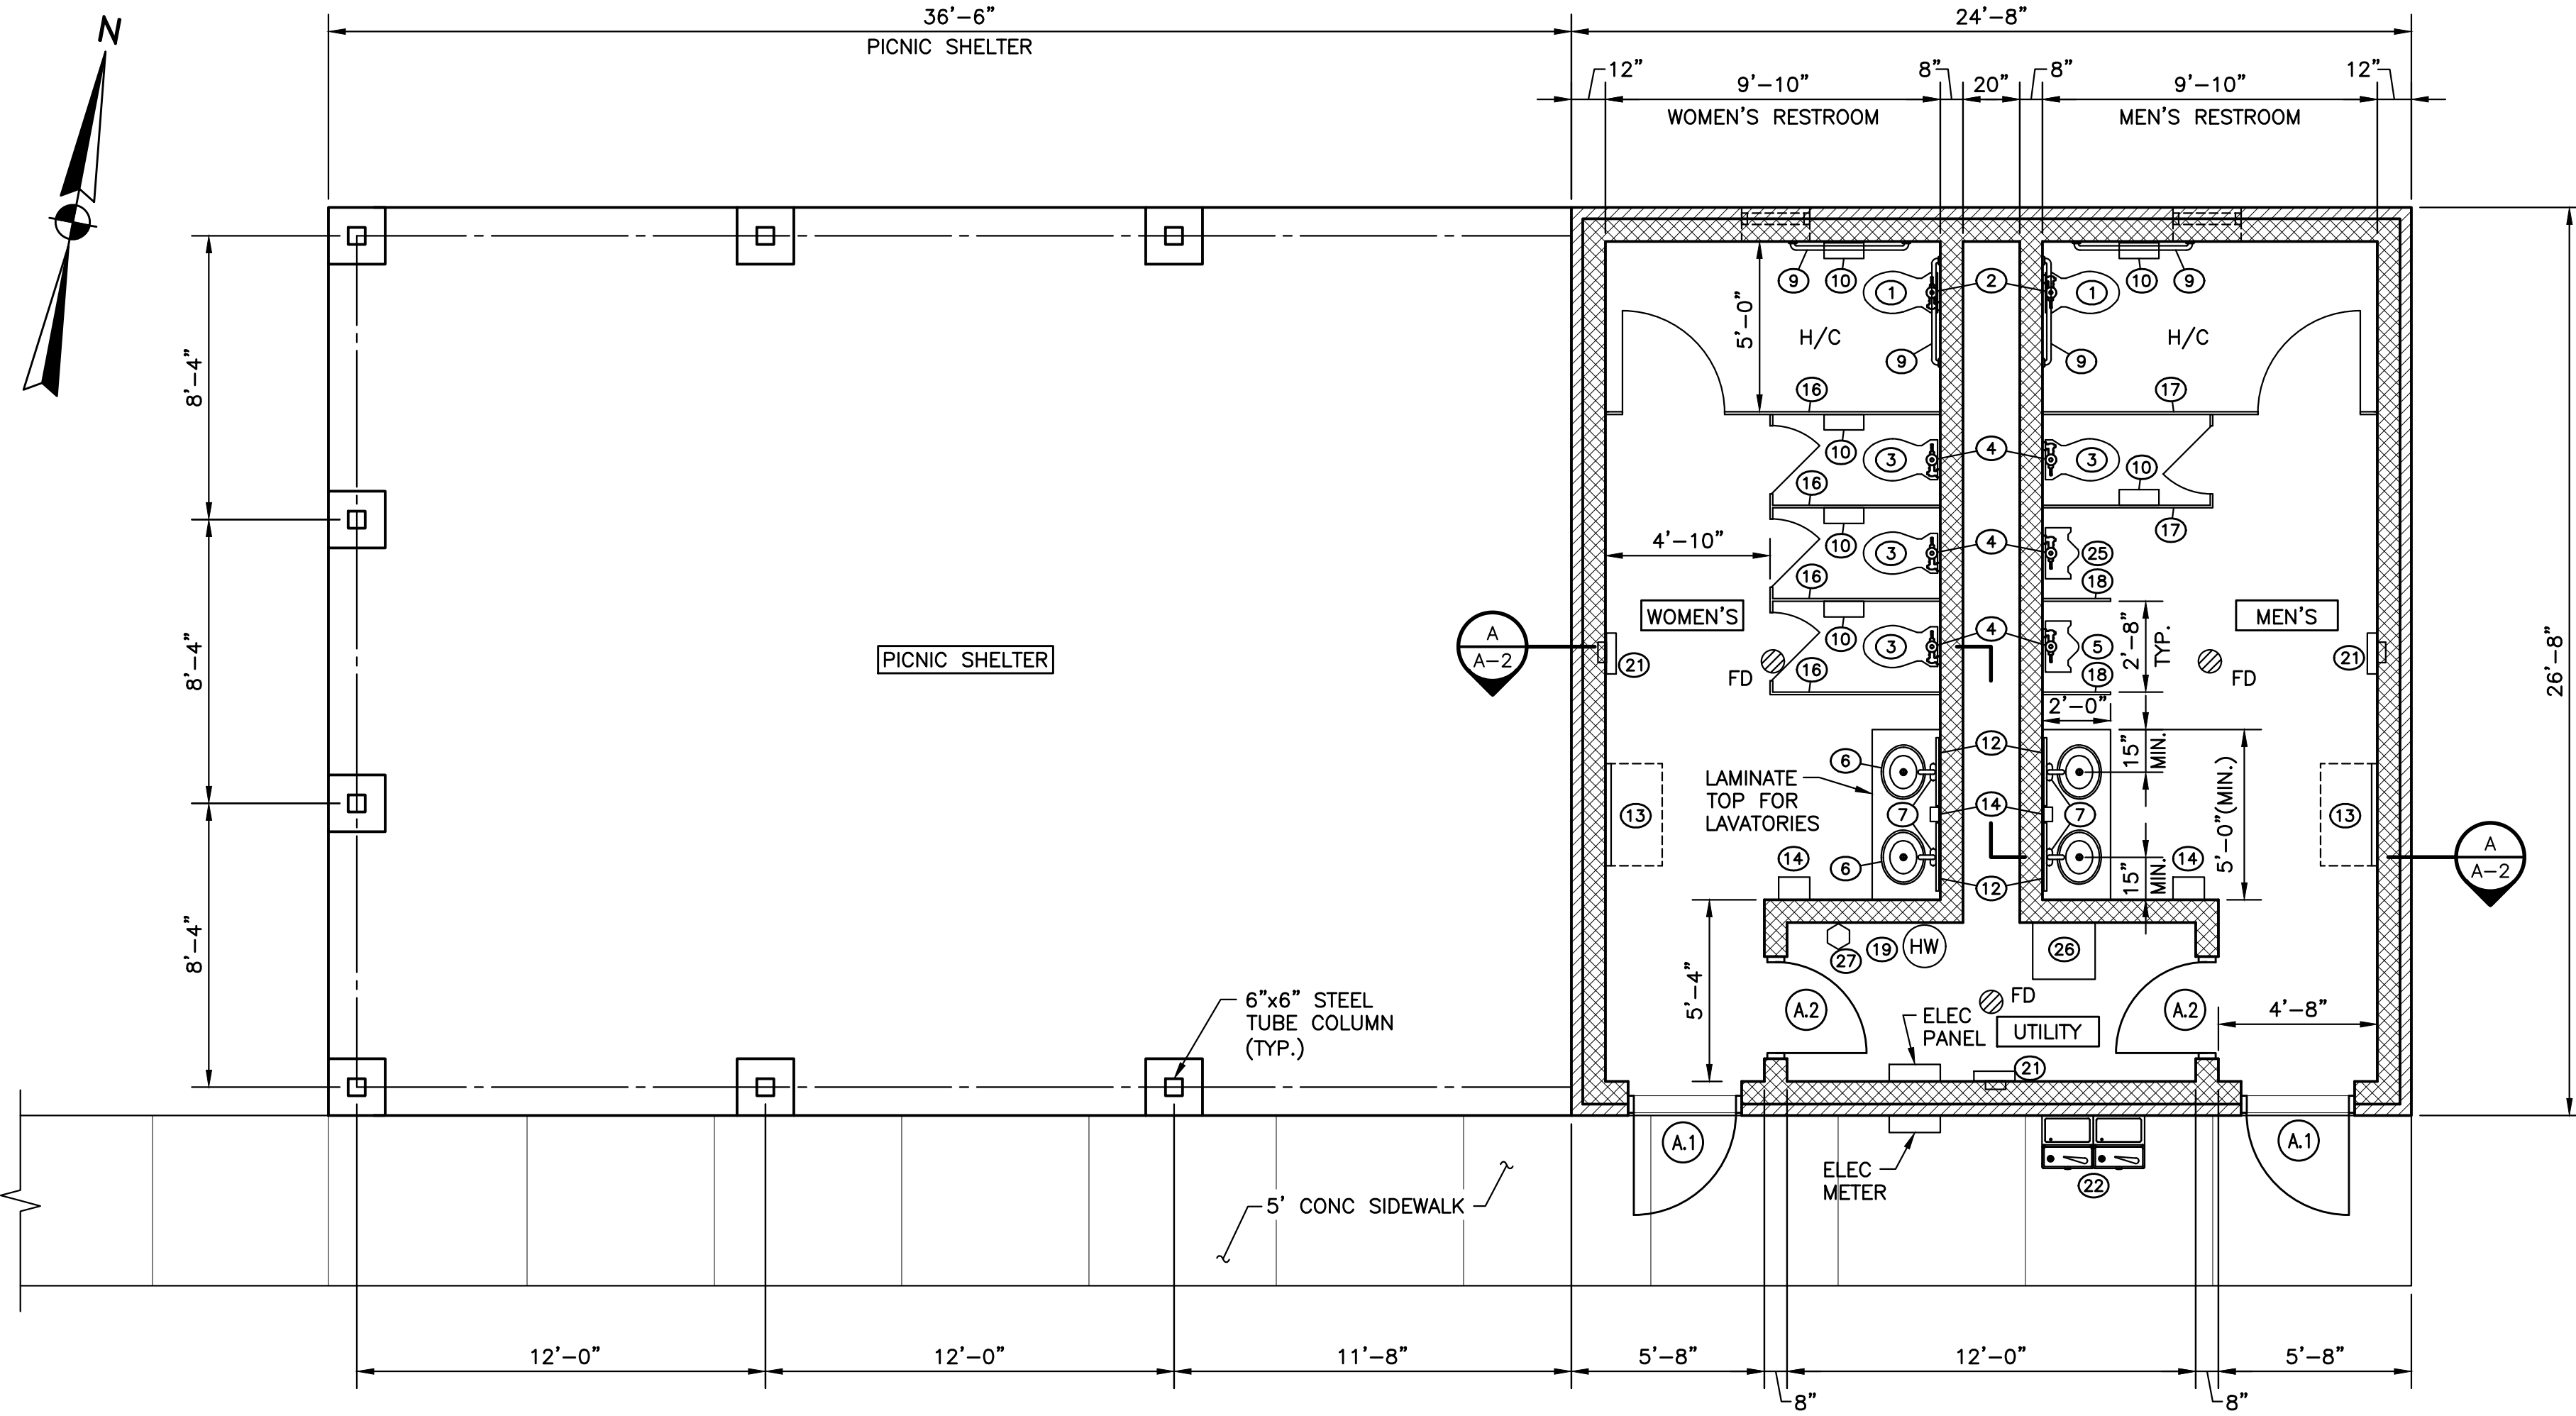 N
36'-6"
PICNIC SHELTER
24'-8"
12"
9'-10"
WOMEN'S RESTROOM
8"
20"
8"
9'-10"
MEN'S RESTROOM
12"
9
10
1
2
1
10
9
5'-0"
H/C
H/C
9
9
16
17
8'-4"
10
3
4
3
10
16
17
4'-10"
10
3
4
25
16
18
WOMEN'S
MEN'S
A
A-2
10
3
4
5
2'-8"
TYP.
21
FD
16
18
FD
21
PICNIC SHELTER
8'-4"
26'-8"
2'-0"
12
6
15"
MIN.
LAMINATE
TOP FOR
LAVATORIES
13
7
14
7
13
5'-0"(MIN.)
14
6
12
15"
MIN.
14
A
A-2
8'-4"
27
19
HW
26
5'-4"
6"x6" STEEL
TUBE COLUMN
(TYP.)
A.2
FD
A.2
4'-8"
ELEC
PANEL
UTILITY
21
A.1
A.1
ELEC
METER
22
5' CONC SIDEWALK
12'-0"
12'-0"
11'-8"
5'-8"
12'-0"
5'-8"
8"
8"